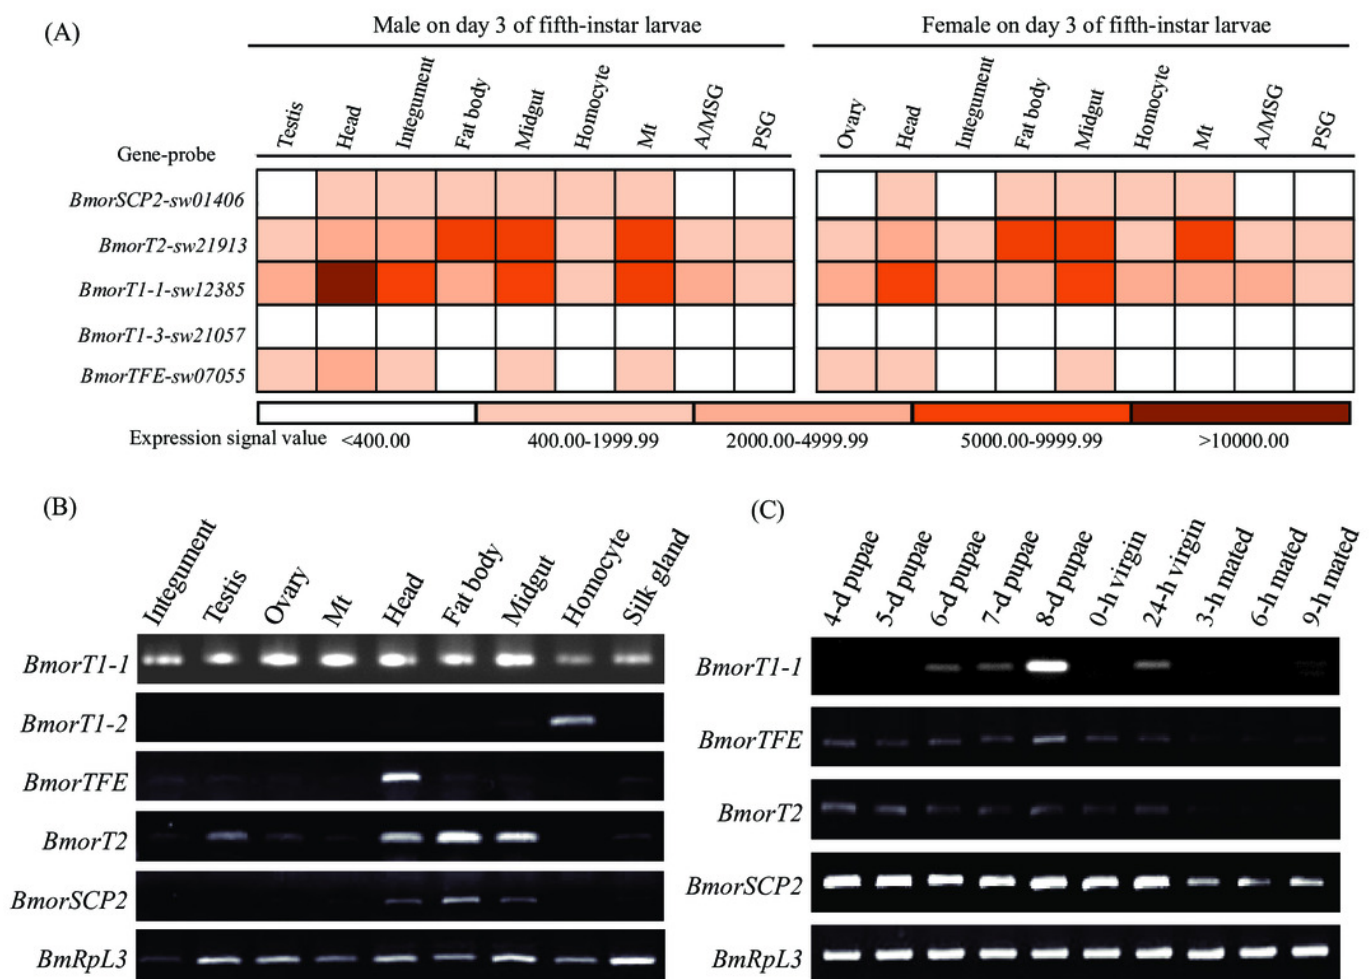 (A)
Male on day 3 of fifth-instar larvae
Female on day 3 of fifth-instar larvae
Gene-probe
Testis
Head
Integument
Fat body
Midgut
Homocyte
Mt
A/MSG
PSG
Ovary
Head
Integument
Fat body
Midgut
Homocyte
Mt
A/MSG
PSG
BmorSCP2-sw01406
BmorT2-sw21913
BmorT1-1-sw12385
BmorT1-3-sw21057
BmorTFE-sw07055
Expression signal value <400.00 400.00-1999.99 2000.00-4999.99 5000.00-9999.99 >10000.00
(B)
Integument
Testis
Ovary
Mt
Head
Fat body
Midgut
Homocyte
Silk gland
BmorT1-1
BmorT1-2
BmorTFE
BmorT2
BmorSCP2
BmRpL3
(C)
4-d pupae
5-d pupae
6-d pupae
7-d pupae
8-d pupae
0-h virgin
24-h virgin
3-h mated
6-h mated
9-h mated
BmorT1-1
BmorTFE
BmorT2
BmorSCP2
BmRpL3